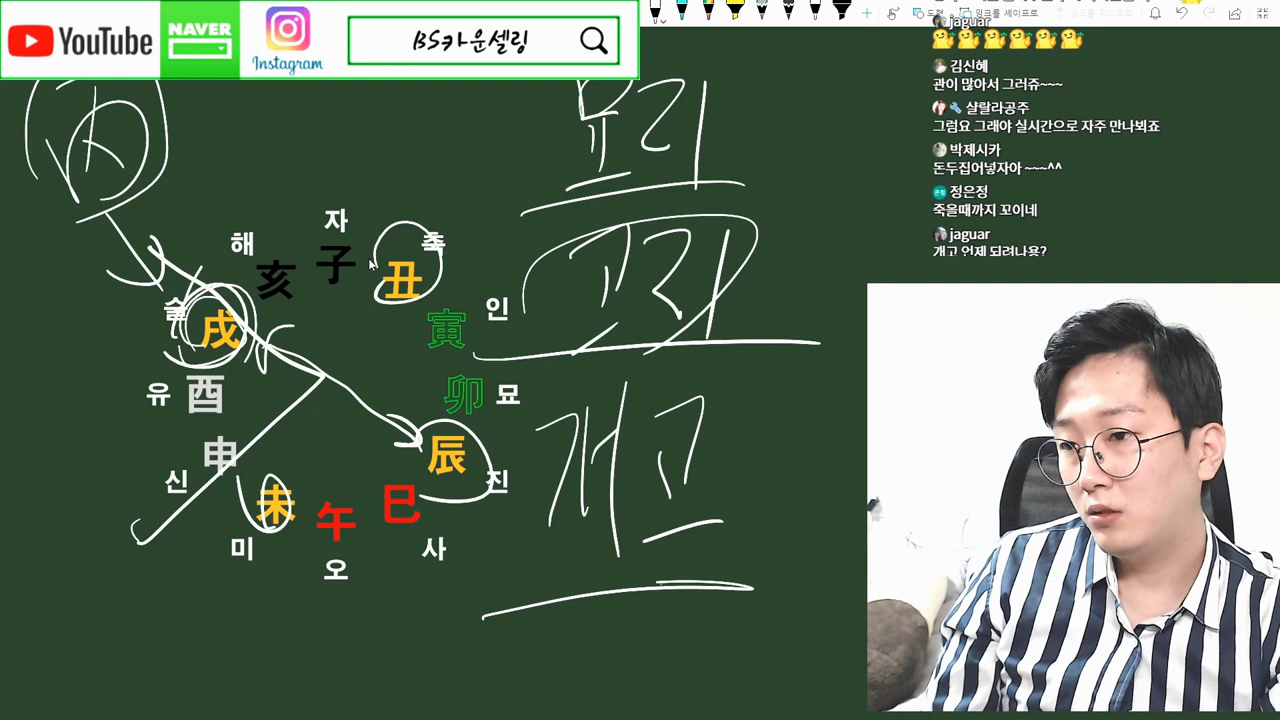 YouTube
NAVER
Instagram
BS카운셀링
jaguar
김신혜
관이 많아서 그러쥬~~~
샬랄라공주
그럼요 그래야 실시간으로 자주 만나뵈죠
박제시카
돈두집어넣자아 ~~~^^
정은정
죽을때까지 꼬이네
jaguar
개고 언제 되려나용?
丙
묘리
고리
개고
자
子
축
丑
인
寅
묘
卯
진
辰
사
巳
오
午
미
未
신
申
유
酉
술
戌
해
亥